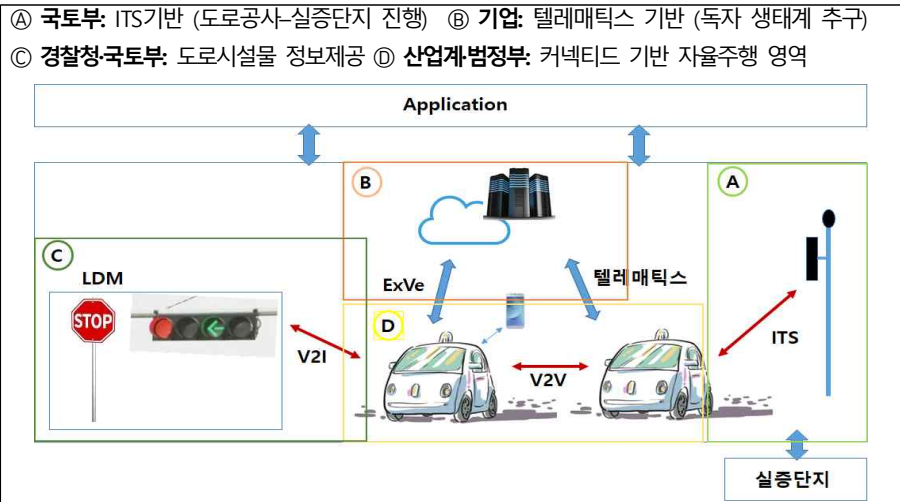 Ⓐ 국토부: ITS기반 (도로공사–실증단지 진행) Ⓑ 기업: 텔레매틱스 기반 (독자 생태계 추구)
Ⓒ 경찰청·국토부: 도로시설물 정보제공 Ⓓ 산업계·범정부: 커넥티드 기반 자율주행 영역
Application
B
A
C
LDM
ExVe
텔레매틱스
STOP
D
V2I
V2V
ITS
실증단지